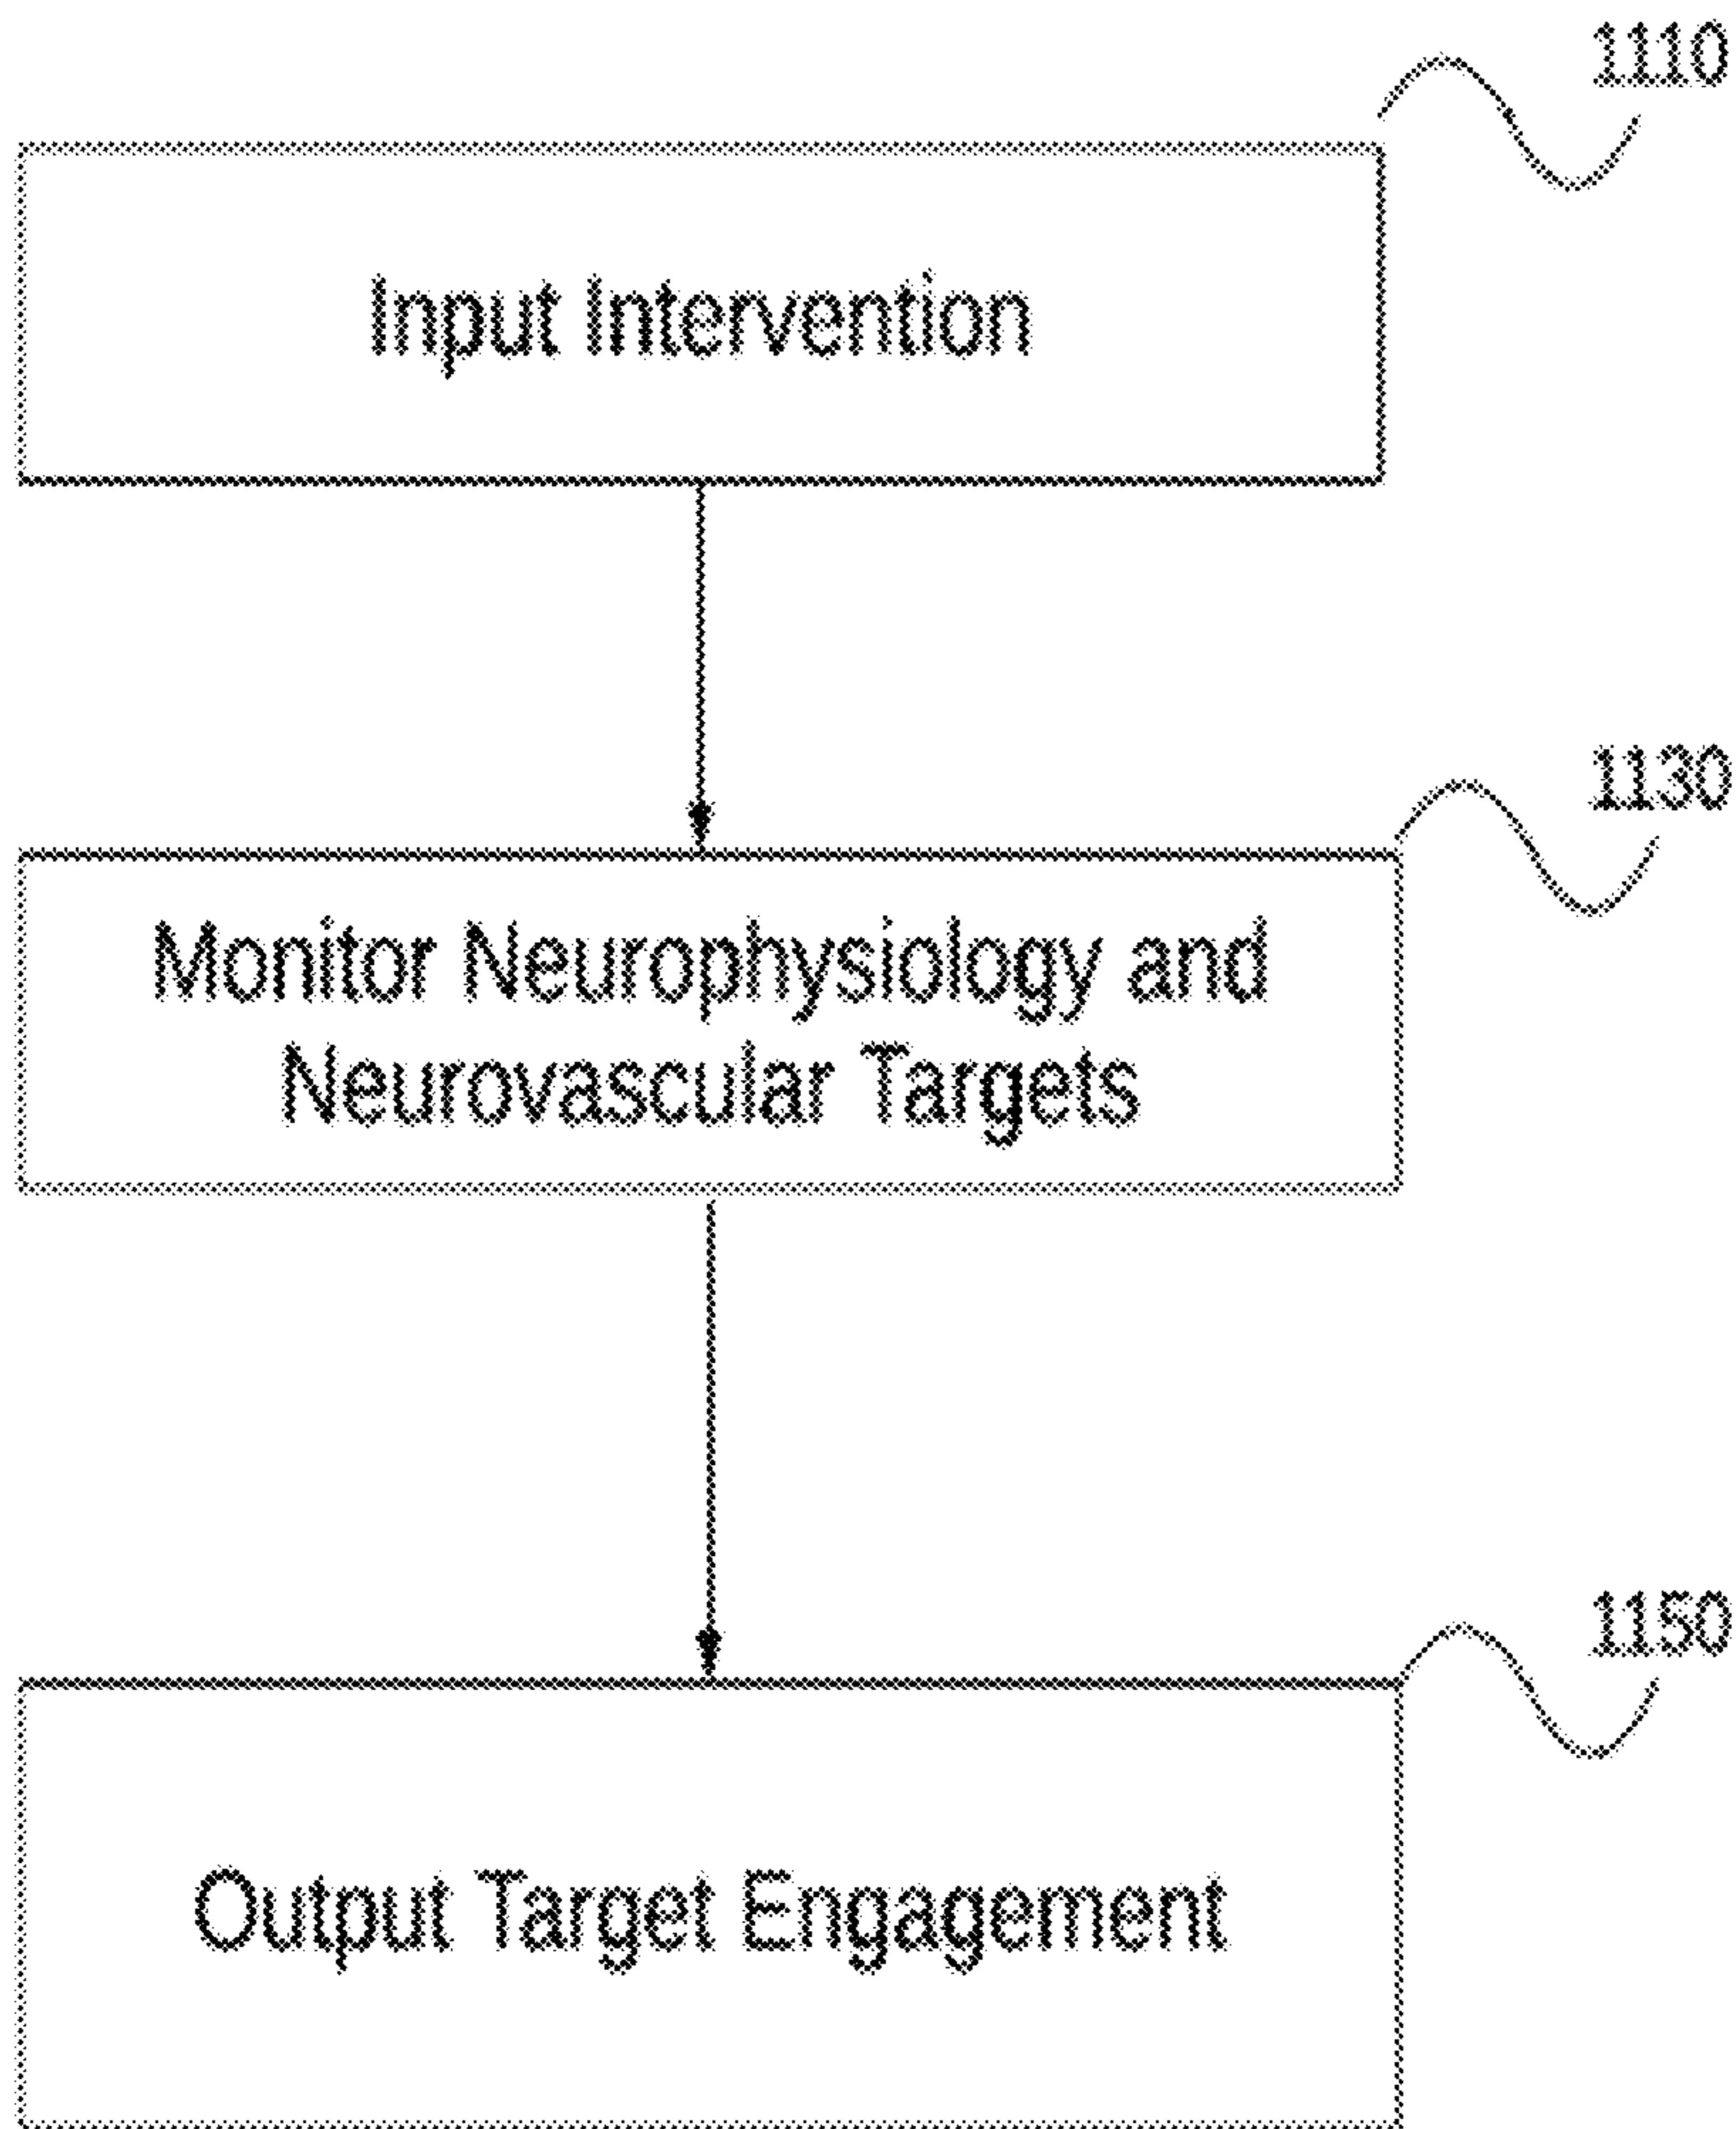 1110
Input Intervention
1130
Monitor Neurophysiology and
Neurovascular Targets
1150
Output Target Engagement